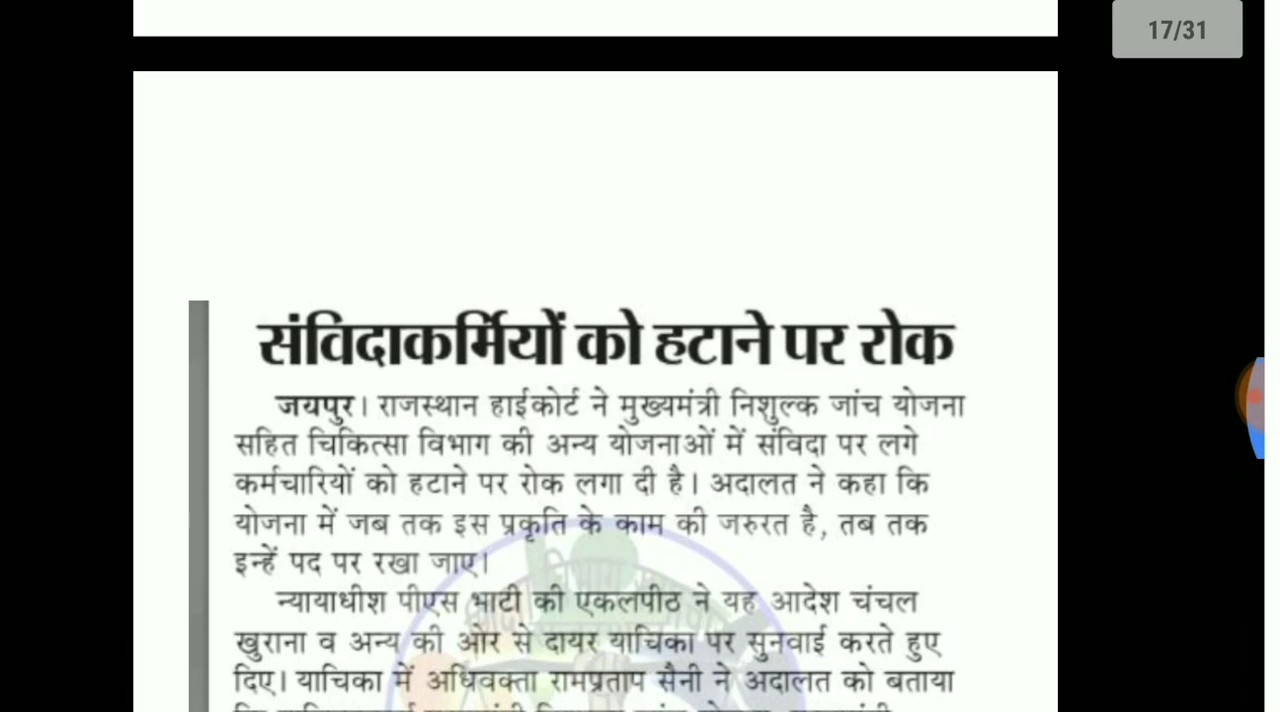 17/31
संविदाकर्मियों को हटाने पर रोक
जयपुर। राजस्थान हाईकोर्ट ने मुख्यमंत्री निशुल्क जांच योजना
सहित चिकित्सा विभाग की अन्य योजनाओं में संविदा पर लगे
कर्मचारियों को हटाने पर रोक लगा दी है। अदालत ने कहा कि
योजना में जब तक इस प्रकृति के काम की जरुरत है, तब तक
इन्हें पद पर रखा जाए।
न्यायाधीश पीएस भाटी की एकलपीठ ने यह आदेश चंचल
खुराना व अन्य की ओर से दायर याचिका पर सुनवाई करते हुए
दिए। याचिका में अधिवक्ता रामप्रताप सैनी ने अदालत को बताया